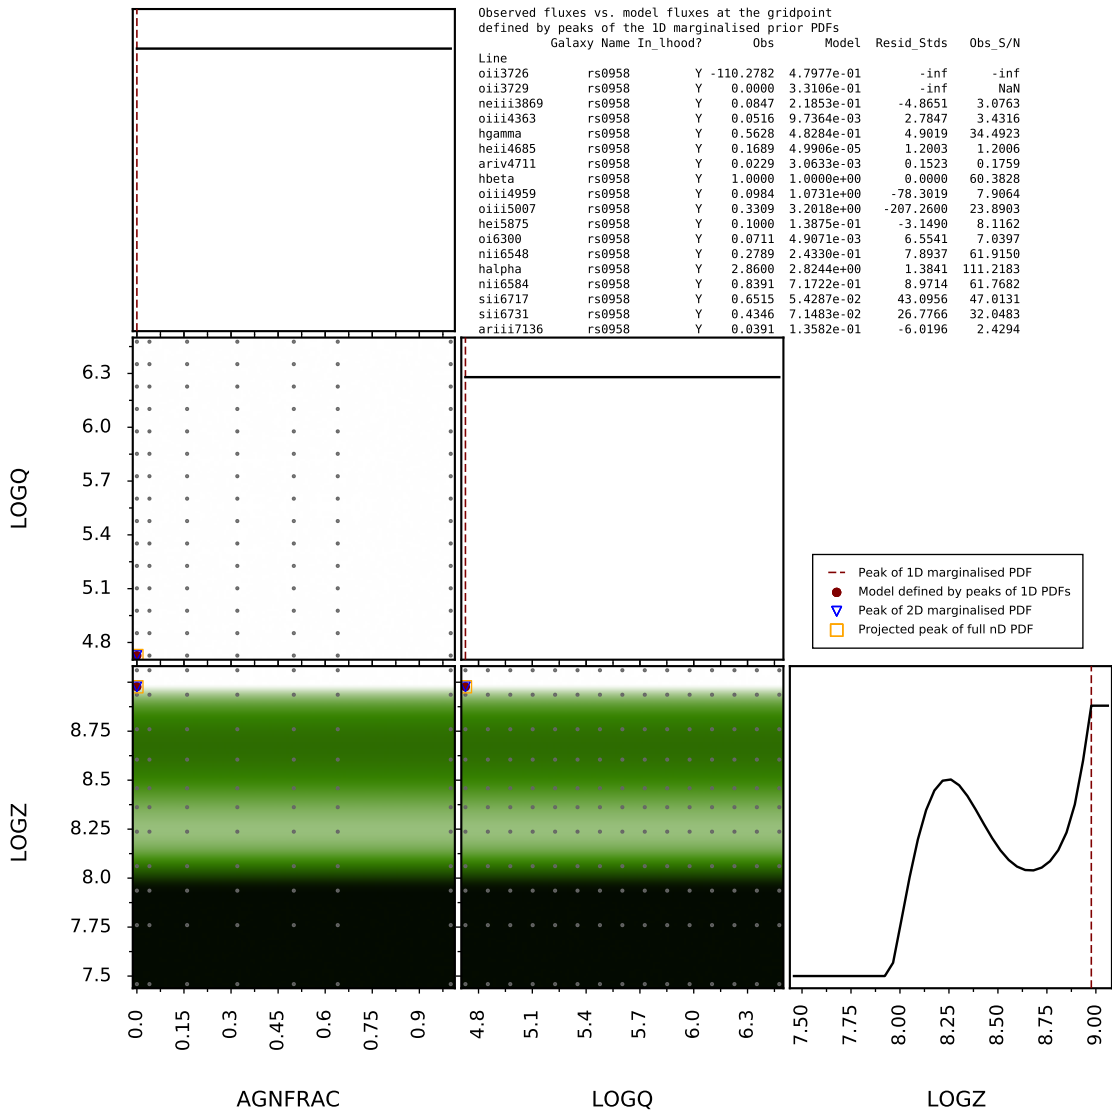 Observed fluxes vs. model fluxes at the gridpoint
defined by peaks of the 1D marginalised prior PDFs
Galaxy Name In_lhood? Obs Model Resid_Stds Obs_S/N
Line
oii3726 rs0958 Y -110.2782 4.7977e-01 -inf -inf
oii3729 rs0958 Y 0.0000 3.3106e-01 -inf NaN
neiii3869 rs0958 Y 0.0847 2.1853e-01 -4.8651 3.0763
oiii4363 rs0958 Y 0.0516 9.7364e-03 2.7847 3.4316
hgamma rs0958 Y 0.5628 4.8284e-01 4.9019 34.4923
heii4685 rs0958 Y 0.1689 4.9906e-05 1.2003 1.2006
ariv4711 rs0958 Y 0.0229 3.0633e-03 0.1523 0.1759
hbeta rs0958 Y 1.0000 1.0000e+00 0.0000 60.3828
oiii4959 rs0958 Y 0.0984 1.0731e+00 -78.3019 7.9064
oiii5007 rs0958 Y 0.3309 3.2018e+00 -207.2600 23.8903
hei5875 rs0958 Y 0.1000 1.3875e-01 -3.1490 8.1162
oi6300 rs0958 Y 0.0711 4.9071e-03 6.5541 7.0397
nii6548 rs0958 Y 0.2789 2.4330e-01 7.8937 61.9150
halpha rs0958 Y 2.8600 2.8244e+00 1.3841 111.2183
nii6584 rs0958 Y 0.8391 7.1722e-01 8.9714 61.7682
sii6717 rs0958 Y 0.6515 5.4287e-02 43.0956 47.0131
sii6731 rs0958 Y 0.4346 7.1483e-02 26.7766 32.0483
ariii7136 rs0958 Y 0.0391 1.3582e-01 -6.0196 2.4294
LOGQ
6.3
6.0
5.7
5.4
5.1
4.8
Peak of 1D marginalised PDF
Model defined by peaks of 1D PDFs
Peak of 2D marginalised PDF
Projected peak of full nD PDF
LOGZ
8.75
8.5
8.25
8.0
7.75
7.5
0.0 0.15 0.3 0.45 0.6 0.75 0.9
4.8 5.1 5.4 5.7 6.0 6.3
7.50 7.75 8.00 8.25 8.50 8.75 9.00
AGNFRAC LOGQ LOGZ